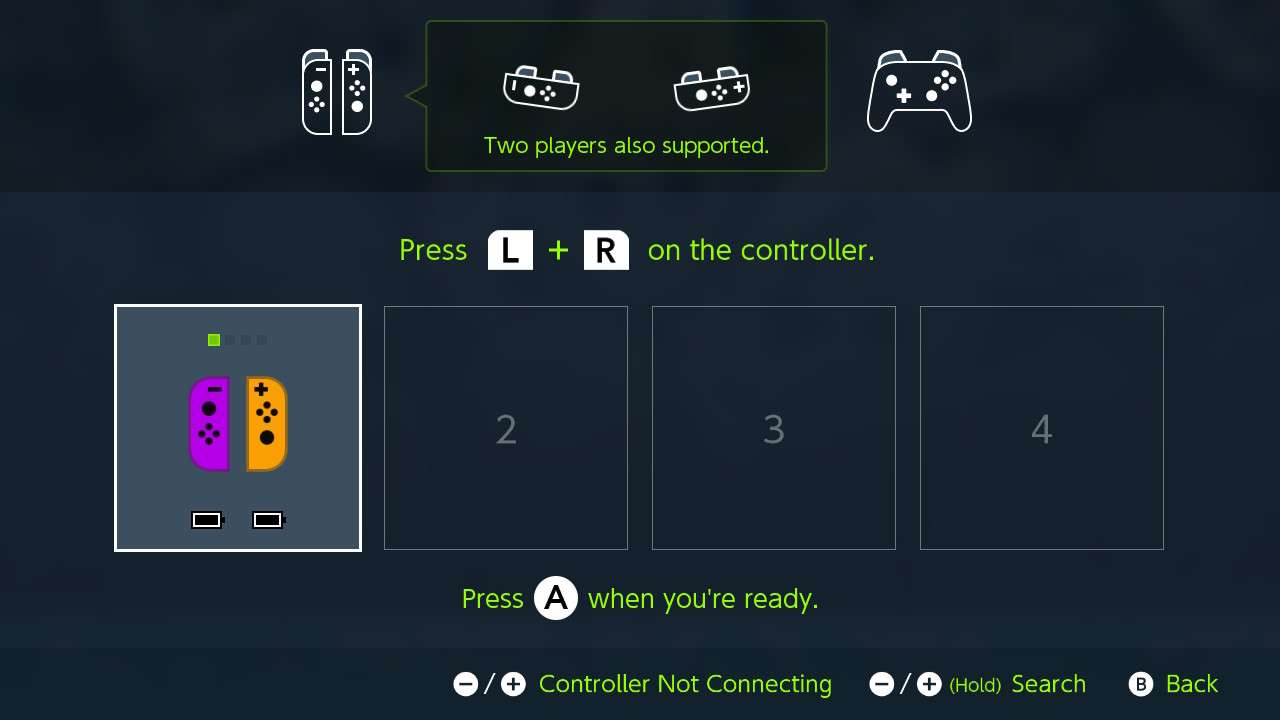 Two players also supported.
Press L + R on the controller.
2
3
4
Press A when you're ready.
−/+ Controller Not Connecting −/+ (Hold) Search B Back